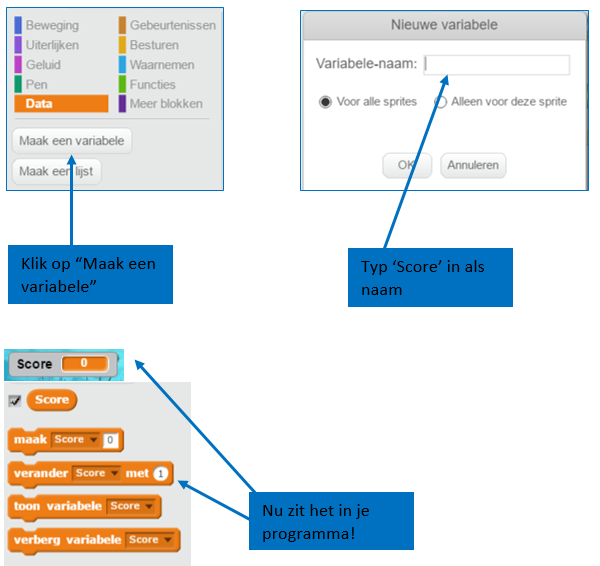 Beweging
Gebeurtenissen
Uiterlijken
Besturen
Geluid
Waarnemen
Pen
Functies
Data
Meer blokken
Maak een variabele
Maak een lijst
Klik op “Maak een
variabele”
Nieuwe variabele
Variabele-naam:
Voor alle sprites
Alleen voor deze sprite
OK
Annuleren
Typ ‘Score’ in als
naam
Score 0
Score
maak Score 0
verander Score met 1
toon variabele Score
verberg variabele Score
Nu zit het in je
programma!